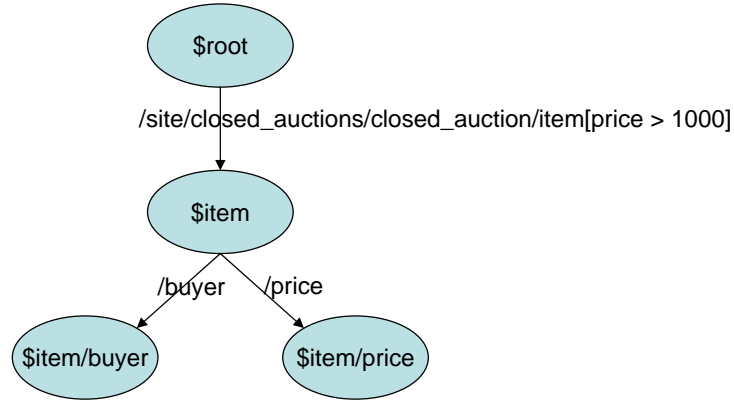 $root
/site/closed_auctions/closed_auction/item[price > 1000]
$item
/buyer
/price
$item/buyer
$item/price